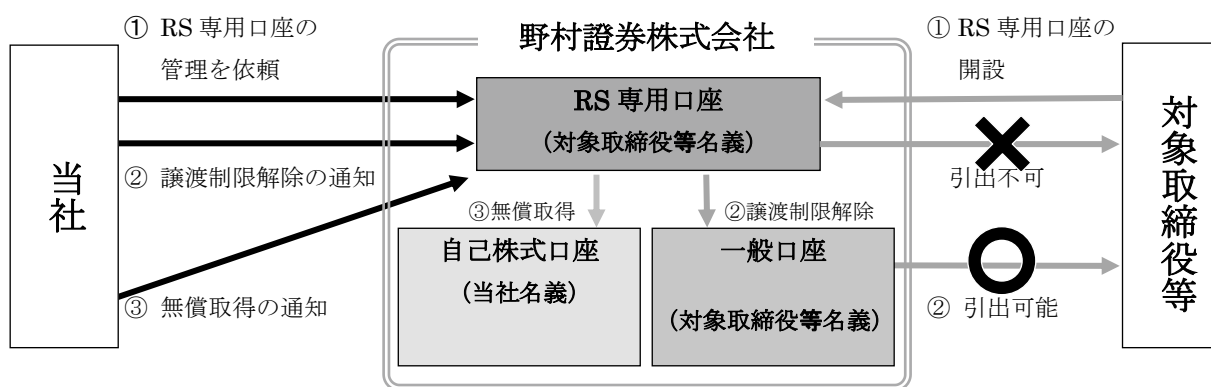 ① RS 専用口座の
管理を依頼
② 譲渡制限解除の通知
③ 無償取得の通知
当社
野村證券株式会社
RS 専用口座
(対象取締役等名義)
③無償取得
②譲渡制限解除
自己株式口座
(当社名義)
一般口座
(対象取締役等名義)
① RS 専用口座の
開設
引出不可
② 引出可能
対象取締役等